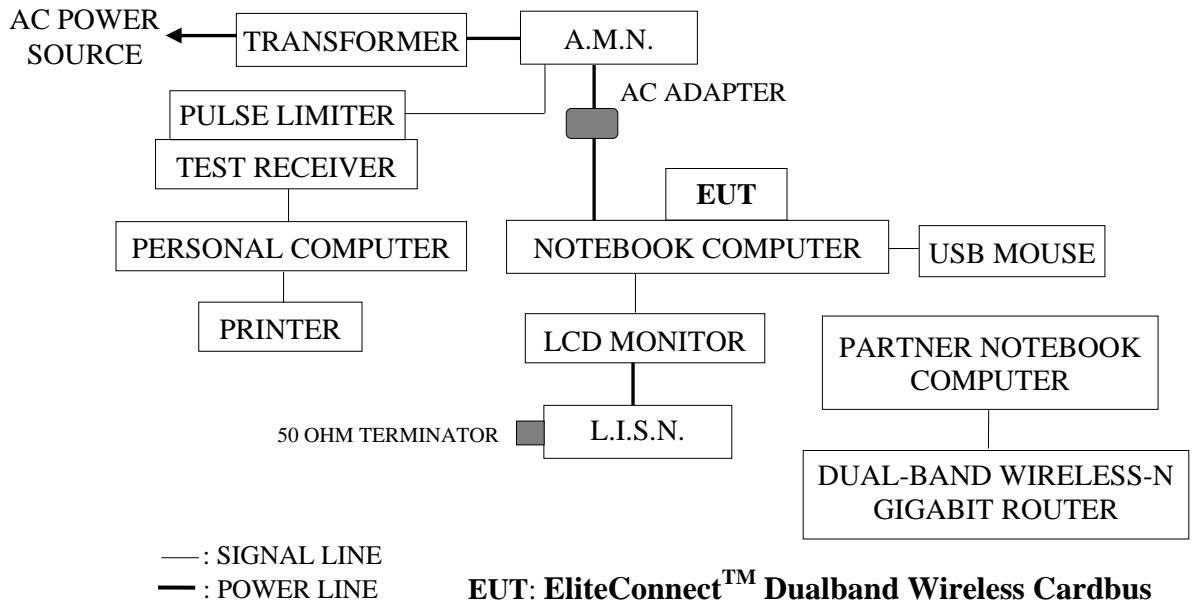 AC POWER
SOURCE
TRANSFORMER
A.M.N.
AC ADAPTER
PULSE LIMITER
TEST RECEIVER
EUT
PERSONAL COMPUTER
NOTEBOOK COMPUTER
USB MOUSE
PRINTER
LCD MONITOR
PARTNER NOTEBOOK
COMPUTER
50 OHM TERMINATOR
L.I.S.N.
DUAL-BAND WIRELESS-N
GIGABIT ROUTER
: SIGNAL LINE
: POWER LINE
EUT: EliteConnect™ Dualband Wireless Cardbus